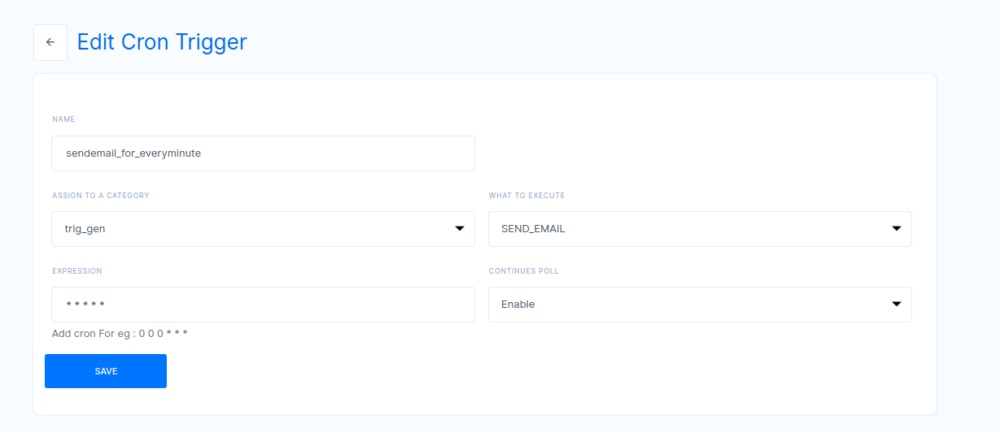 Edit Cron Trigger
NAME
sendemail_for_everyminute
ASSIGN TO A CATEGORY
WHAT TO EXECUTE
trig_gen
SEND_EMAIL
EXPRESSION
CONTINUES POLL
* * * * *
Enable
Add cron For eg : 0 0 0 * * *
SAVE